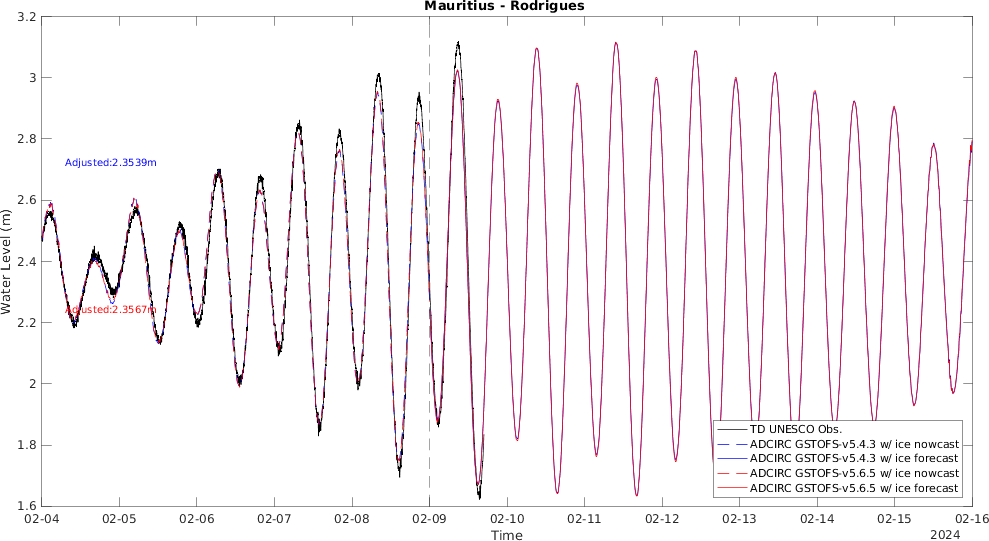 Mauritius - Rodrigues
Water Level (m)
3.2
3
2.8
2.6
2.4
2.2
2
1.8
1.6
Adjusted:2.3539m
Adjusted:2.3567m
TD UNESCO Obs.
ADCIRC GSTOFS-v5.4.3 w/ ice nowcast
ADCIRC GSTOFS-v5.4.3 w/ ice forecast
ADCIRC GSTOFS-v5.6.5 w/ ice nowcast
ADCIRC GSTOFS-v5.6.5 w/ ice forecast
02-04 02-05 02-06 02-07 02-08 02-09 02-10 02-11 02-12 02-13 02-14 02-15 02-16
Time
2024